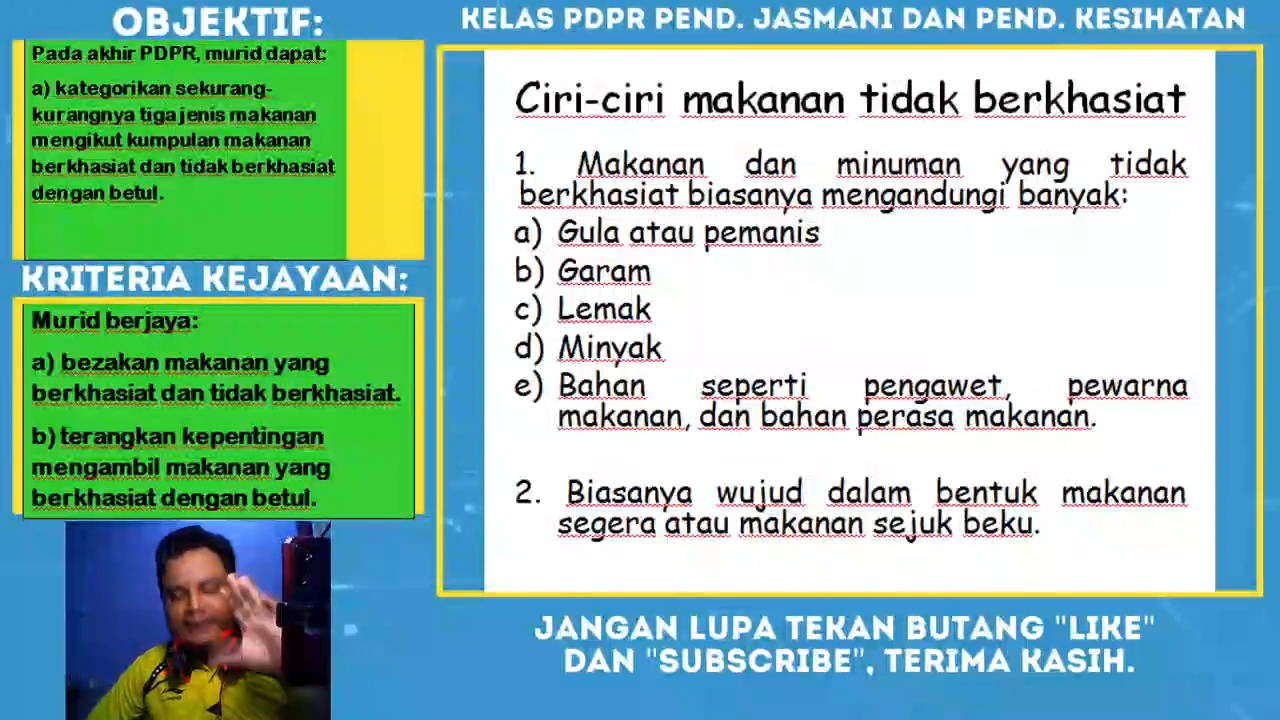 OBJEKTIF:
Pada akhir PDPR, murid dapat:
a) kategorikan sekurang-
kurangnya tiga jenis makanan
mengikut kumpulan makanan
berkhasiat dan tidak berkhasiat
dengan betul.
KRITERIA KEJAYAAN:
Murid berjaya:
a) bezakan makanan yang
berkhasiat dan tidak berkhasiat.
b) terangkan kepentingan
mengambil makanan yang
berkhasiat dengan betul.
KELAS PDPR PEND. JASMANI DAN PEND. KESIHATAN
Ciri-ciri makanan tidak berkhasiat
1. Makanan dan minuman yang tidak
berkhasiat biasanya mengandungi banyak:
a) Gula atau pemanis
b) Garam
c) Lemak
d) Minyak
e) Bahan seperti pengawet, pewarna
makanan, dan bahan perasa makanan.
2. Biasanya wujud dalam bentuk makanan
segera atau makanan sejuk beku.
JANGAN LUPA TEKAN BUTANG "LIKE"
DAN "SUBSCRIBE", TERIMA KASIH.